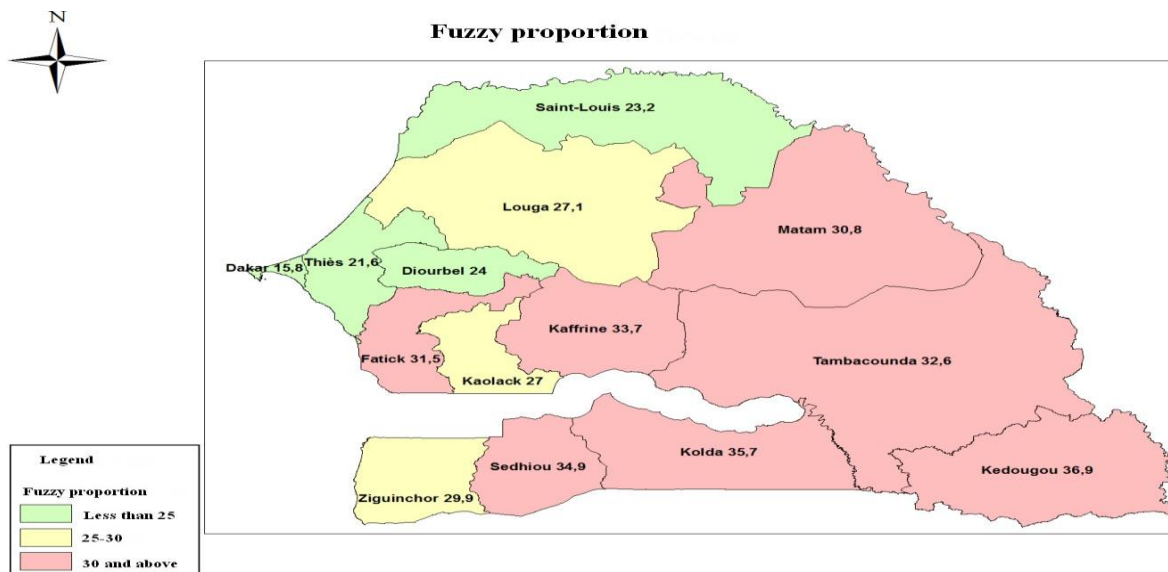 N
Fuzzy proportion
Saint-Louis 23,2
Louga 27,1
Matam 30,8
Dakar 15,8
Thiès 21,6
Diourbel 24
Kaffrine 33,7
Fatick 31,5
Tambacounda 32,6
Kaolack 27
Kolda 35,7
Sedhiou 34,9
Kedougou 36,9
Ziguinchor 29,9
Legend
Fuzzy proportion
Less than 25
25-30
30 and above